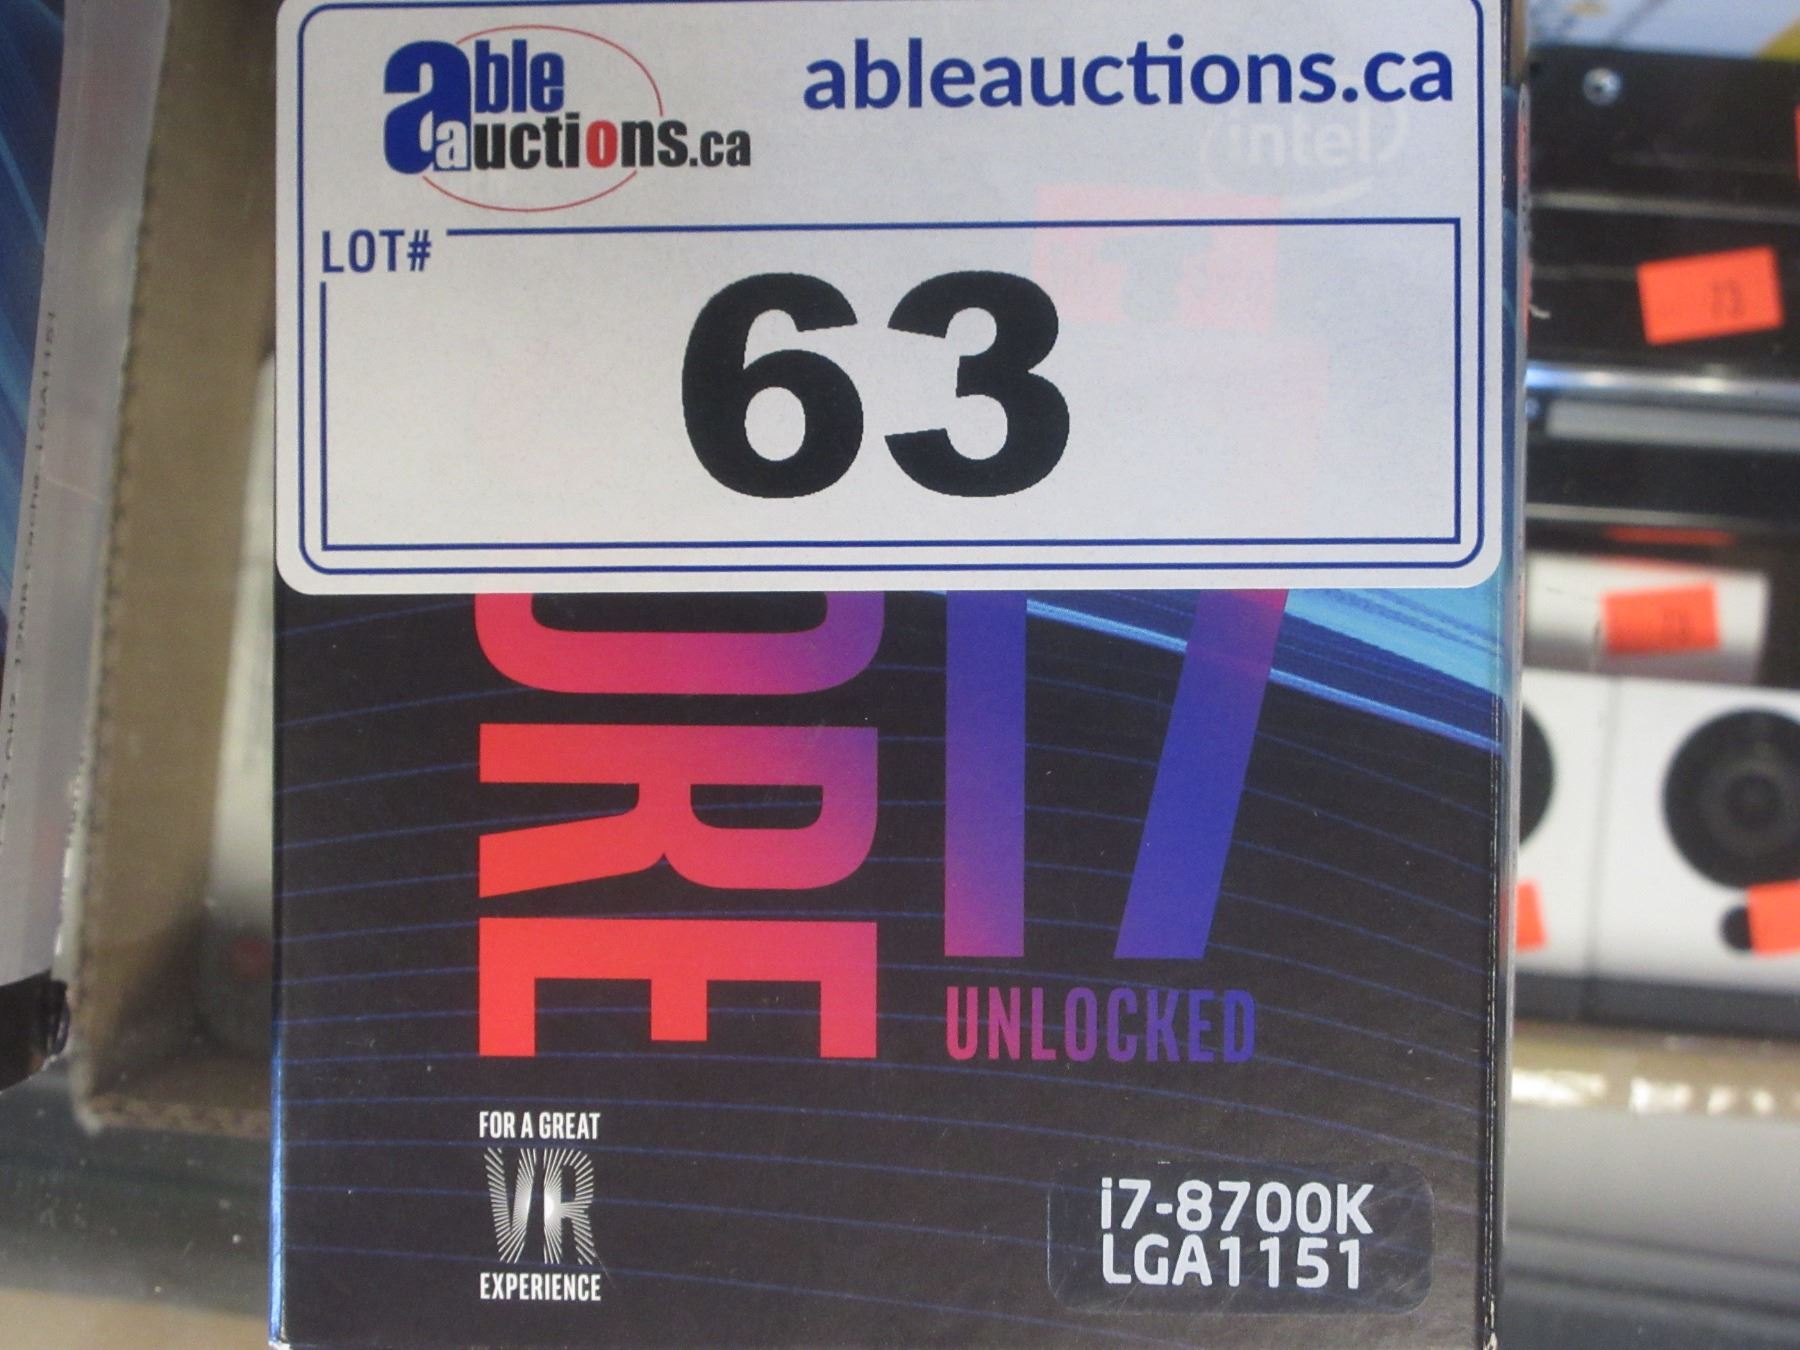 able
auctions.ca
ableauctions.ca
intel
LOT#
63
ORE
i7
UNLOCKED
FOR A GREAT
VR
EXPERIENCE
i7-8700K
LGA1151